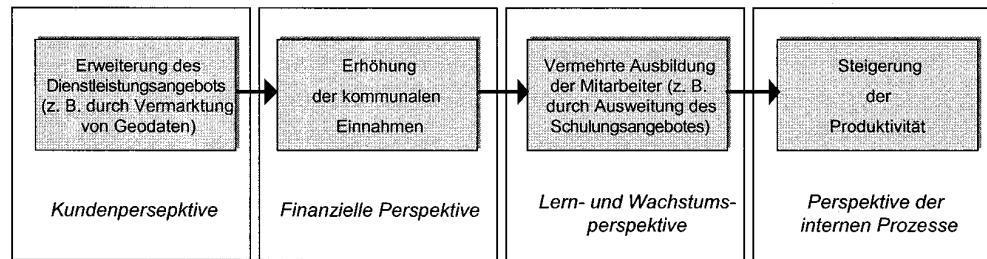 Erweiterung des
Dienstleistungsangebots
(z. B. durch Vermarktung
von Geodaten)
Kundenpersepktive
Erhöhung
der kommunalen
Einnahmen
Finanzielle Perspektive
Vermehrte Ausbildung
der Mitarbeiter (z. B.
durch Ausweitung des
Schulungsangebotes)
Lern- und Wachstums-
perspektive
Steigerung
der
Produktivität
Perspektive der
internen Prozesse